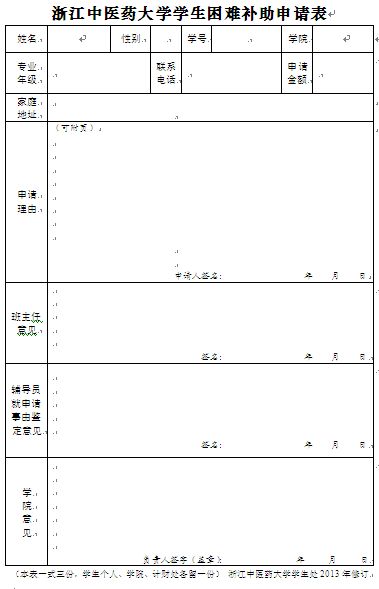 浙江中医药大学学生困难补助申请表
姓名 性别 学号 学院
专业年级 联系电话 申请金额
家庭地址
(可附页)
申请理由
申请人签名: 年 月 日
班主任意见
签名: 年 月 日
辅导员就申请事由鉴定意见
签名: 年 月 日
学院意见
负责人签字(盖章): 年 月 日
(本表一式三份,学生个人、学院、计财处各留一份) 浙江中医药大学学生处2013年修订